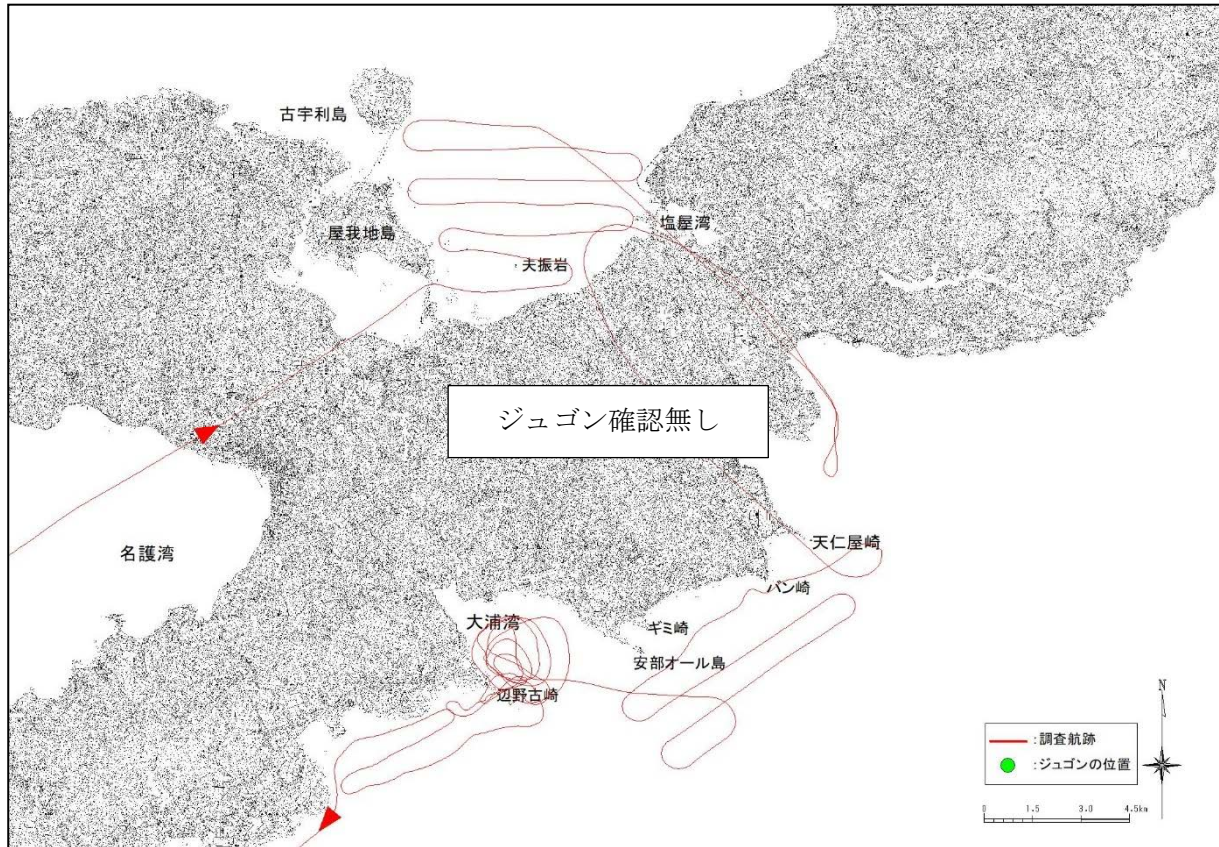 古宇利島
屋我地島
塩屋湾
夫振岩
ジュゴン確認無し
名護湾
天仁屋崎
バン崎
大浦湾
ギミ崎
安部オール島
辺野古崎
N
:調査航跡
:ジュゴンの位置
0 1.5 3.0 4.5km